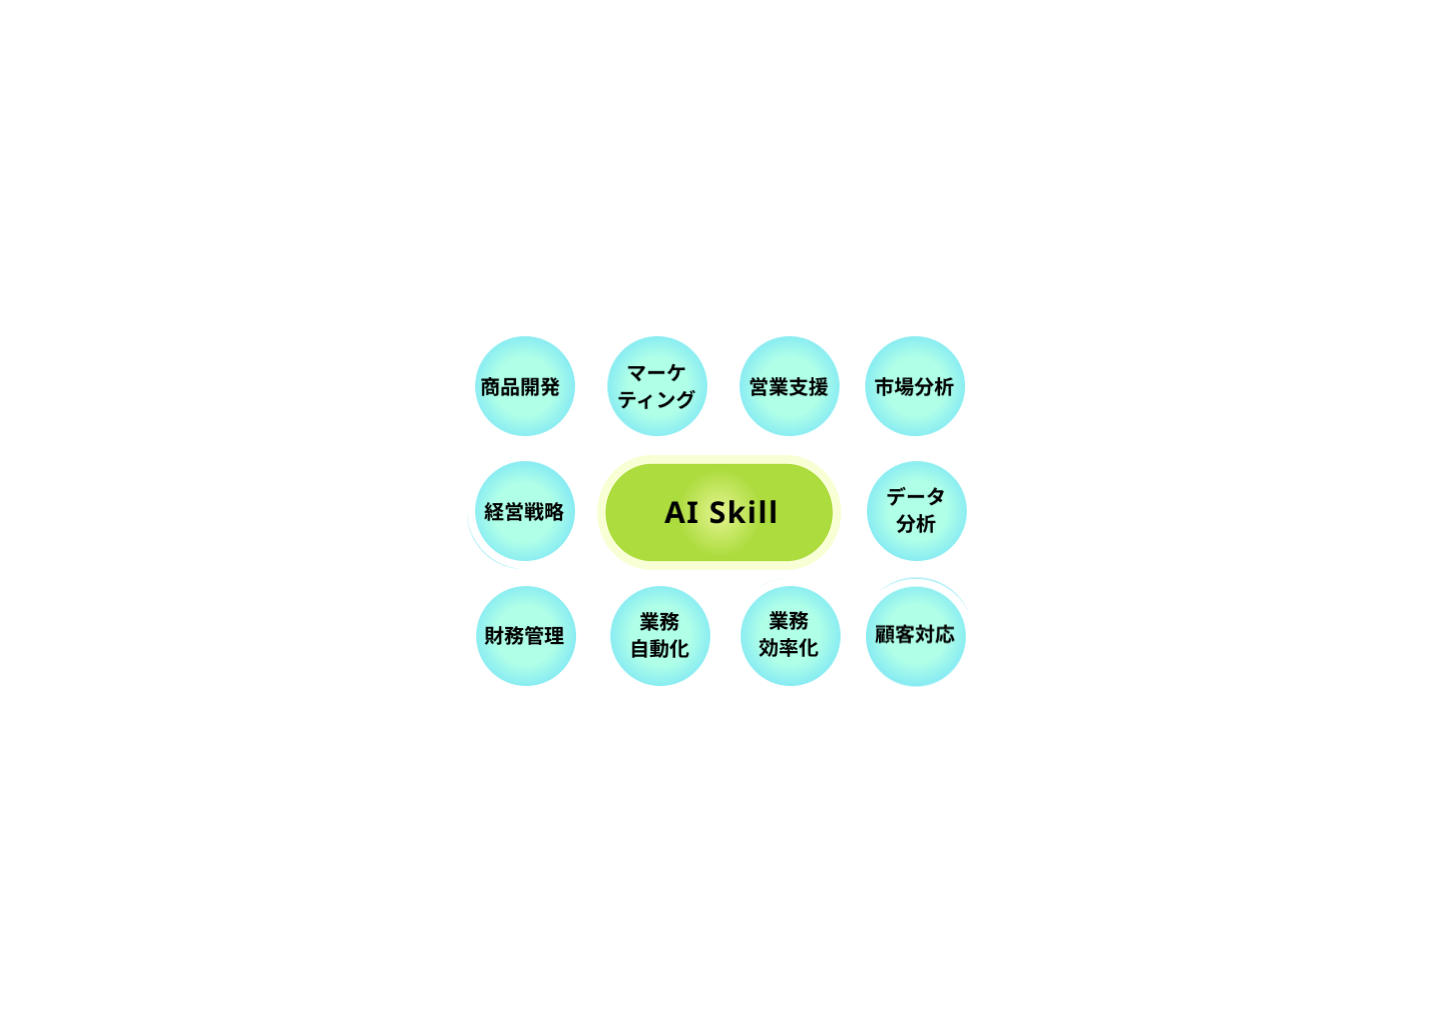 商品開発
マーケ
ティング
営業支援
市場分析
経営戦略
AI Skill
データ
分析
財務管理
業務
自動化
業務
効率化
顧客対応